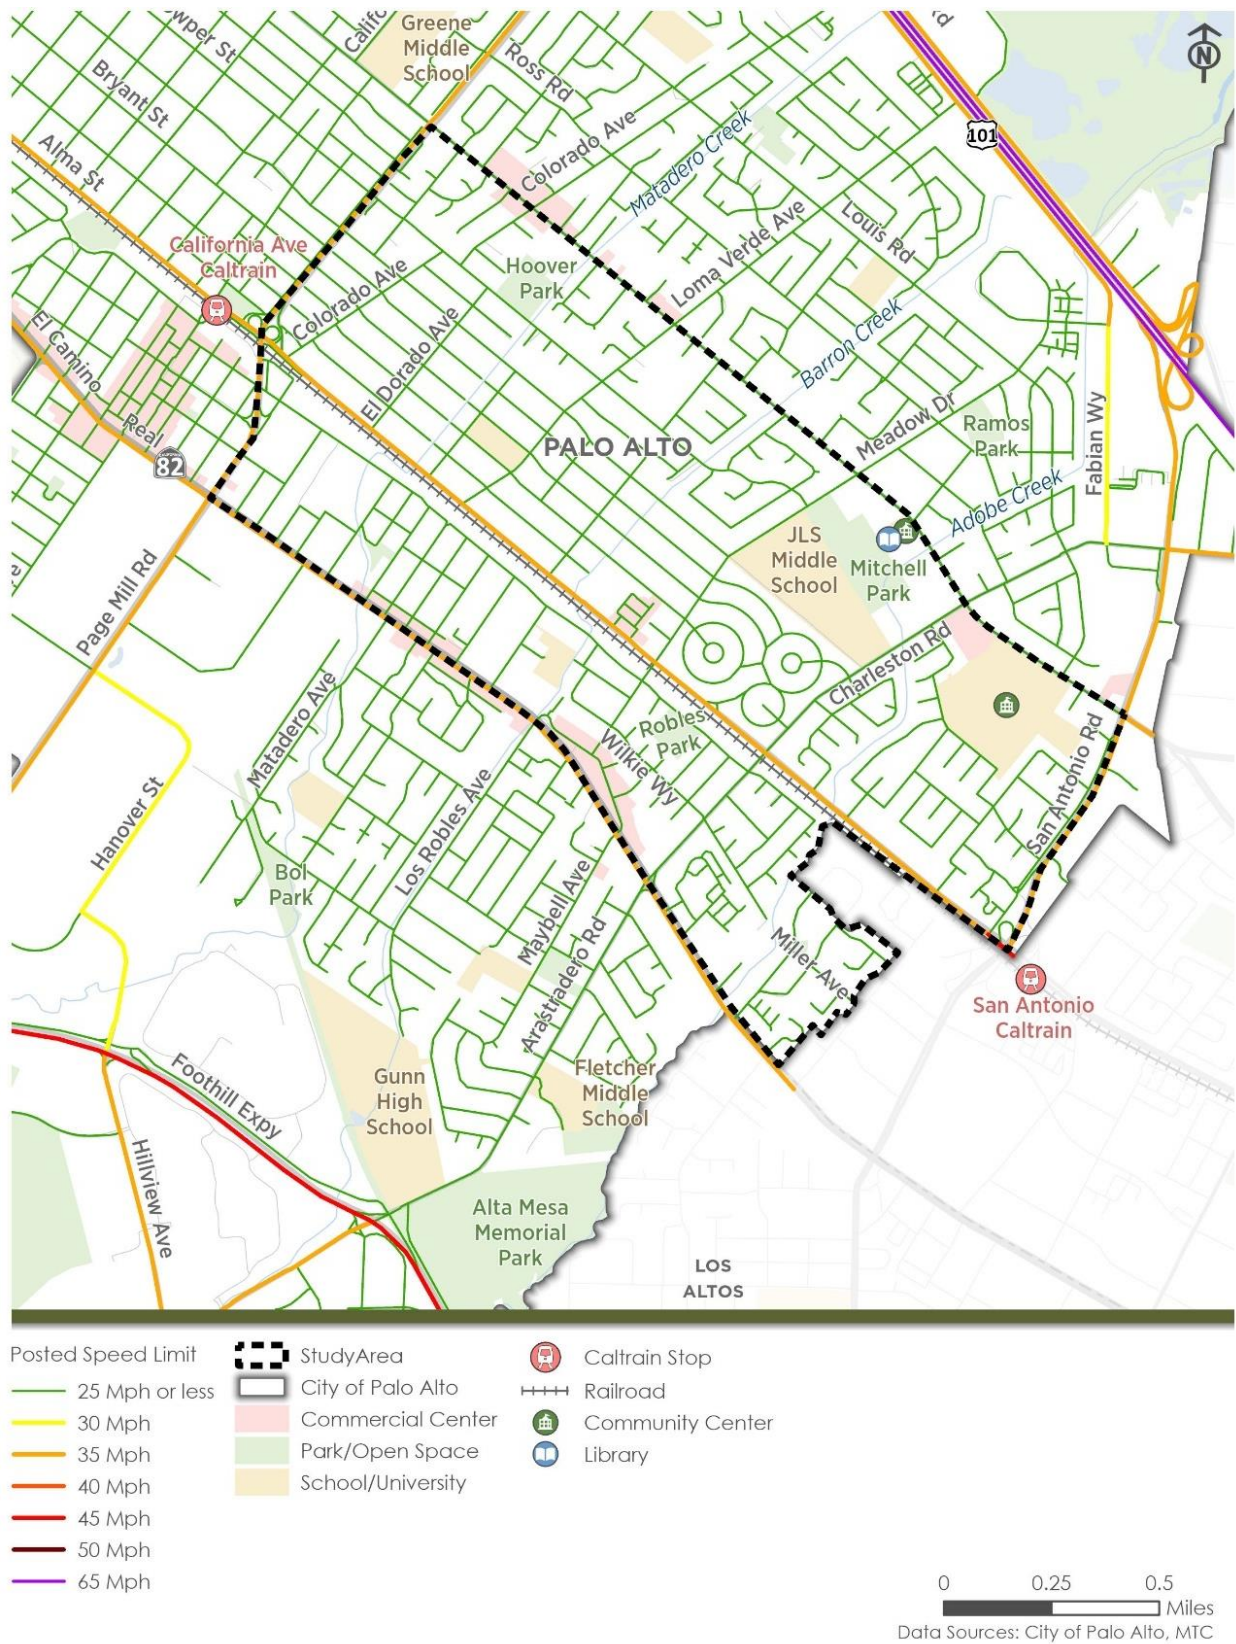 Greene
Middle
School
Ross Rd
Bryant St
Alma St
Colorado Ave
Matadero Creek
101
California Ave
Caltrain
Hoover
Park
Loma Verde Ave
Louis Rd
Colorado Ave
El Dorado Ave
Barron Creek
El Camino
Real
82
PALO ALTO
Meadow Dr
Ramos
Park
Fabian Wy
Adobe Creek
JLS
Middle
School
Mitchell
Park
Page Mill Rd
Charleston Rd
Matadero Ave
Robles
Park
Wilkie Wy
San Antonio Rd
Hanover St
Los Robles Ave
Bol
Park
Maybell Ave
Arastradero Rd
Miller Ave
San Antonio
Caltrain
Foothill Expy
Gunn
High
School
Fletcher
Middle
School
Hillview Ave
Alta Mesa
Memorial
Park
LOS
ALTOS
N
Posted Speed Limit
25 Mph or less
30 Mph
35 Mph
40 Mph
45 Mph
50 Mph
65 Mph
StudyArea
City of Palo Alto
Commercial Center
Park/Open Space
School/University
Caltrain Stop
Railroad
Community Center
Library
0 0.25 0.5
Miles
Data Sources: City of Palo Alto, MTC